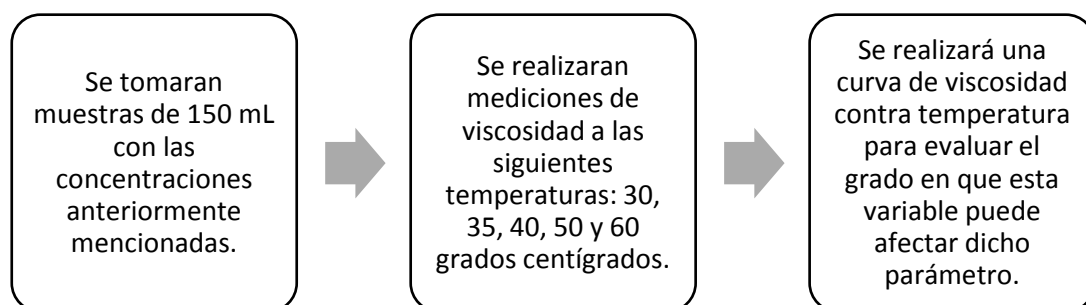 Se tomaran
muestras de 150 mL
con las
concentraciones
anteriormente
mencionadas.
Se realizaran
mediciones de
viscosidad a las
siguientes
temperaturas: 30,
35, 40, 50 y 60
grados centígrados.
Se realizará una
curva de viscosidad
contra temperatura
para evaluar el
grado en que esta
variable puede
afectar dicho
parámetro.